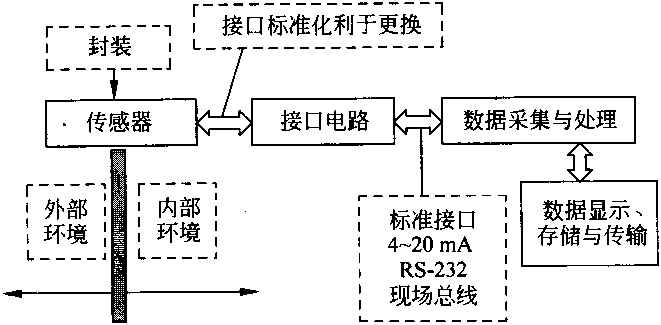 接口标准化利于更换
封装
传感器
接口电路
数据采集与处理
外部
环境
内部
环境
标准接口
4~20 mA
RS-232
现场总线
数据显示、
存储与传输